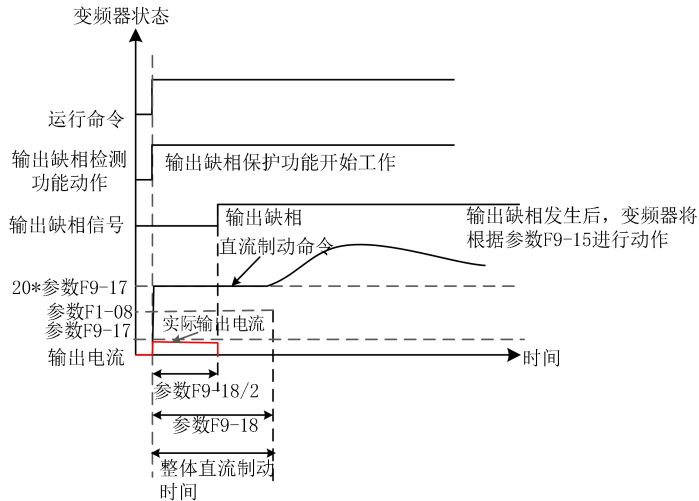 变频器状态
运行命令
输出缺相检测
功能动作
输出缺相保护功能开始工作
输出缺相信号
输出缺相
输出缺相发生后，变频器将
根据参数F9-15进行动作
直流制动命令
20*参数F9-17
参数F1-08
参数F9-17
实际输出电流
输出电流
时间
参数F9-18/2
参数F9-18
整体直流制动
时间